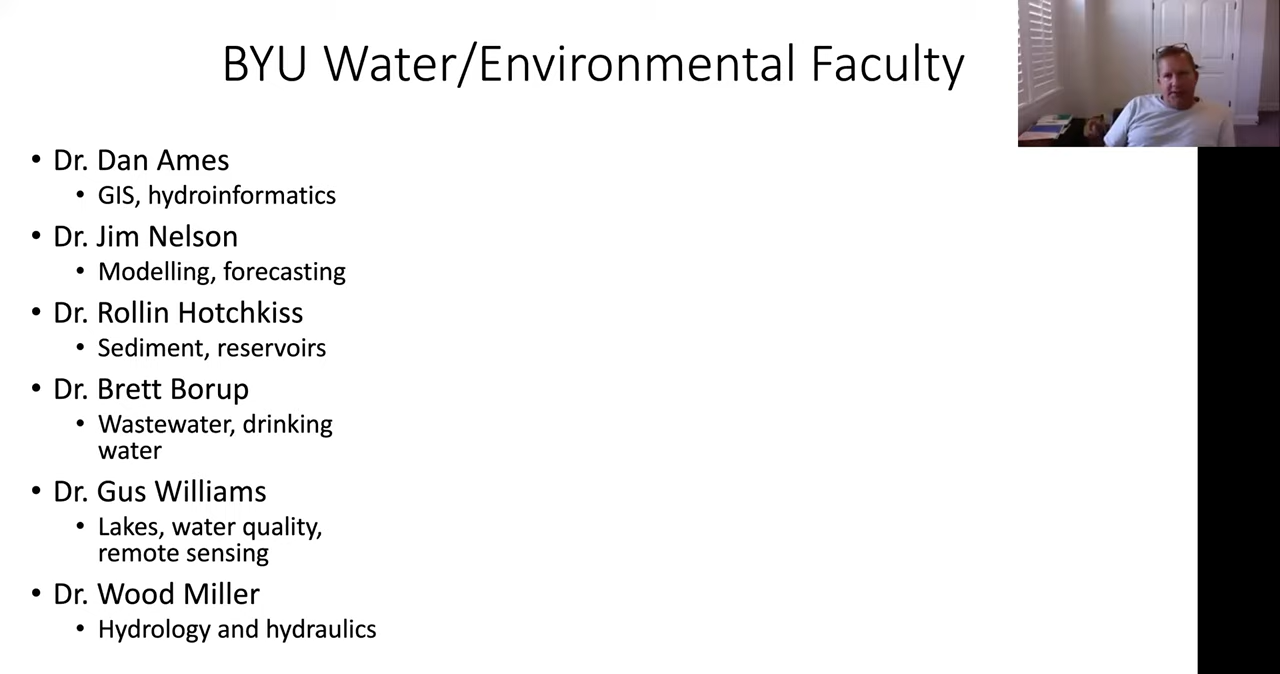 BYU Water/Environmental Faculty
• Dr. Dan Ames
• GIS, hydroinformatics
• Dr. Jim Nelson
• Modelling, forecasting
• Dr. Rollin Hotchkiss
• Sediment, reservoirs
• Dr. Brett Borup
• Wastewater, drinking
water
• Dr. Gus Williams
• Lakes, water quality,
remote sensing
• Dr. Wood Miller
• Hydrology and hydraulics